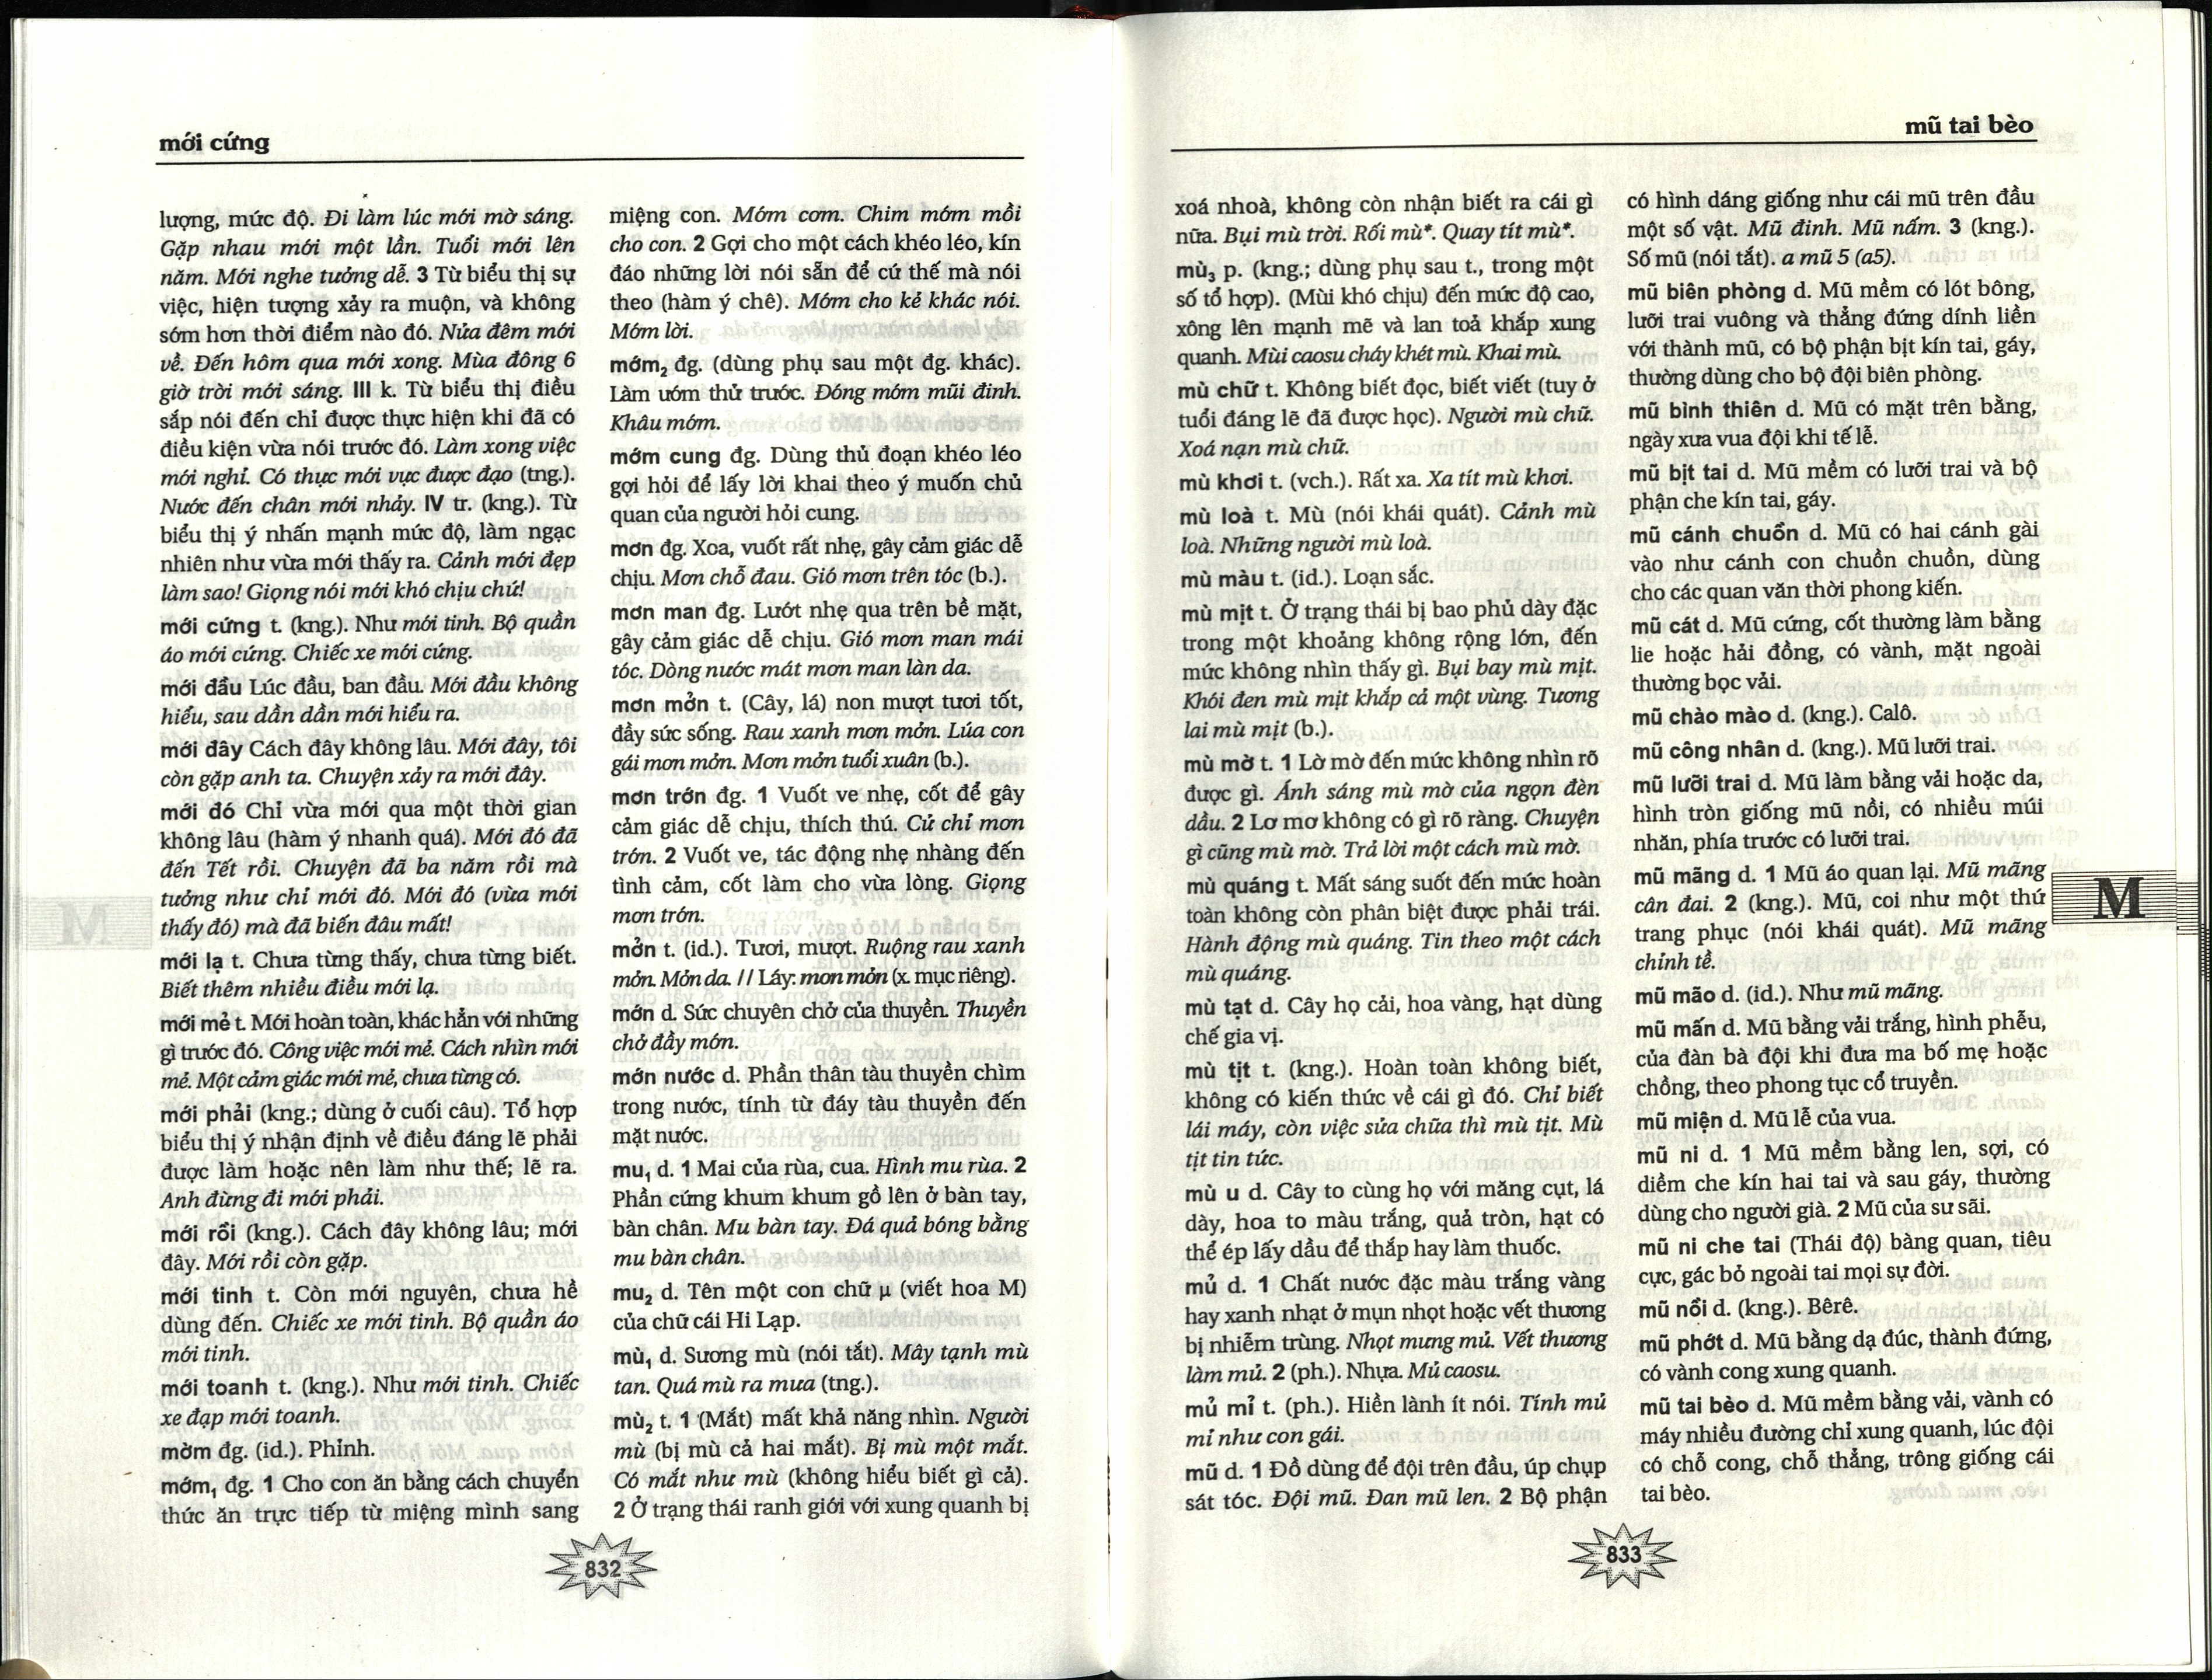 mới cứng
lượng, mức độ. Đi làm lúc mới mờ sáng.
Gặp nhau mới một lần. Tuổi mới lên
năm. Mới nghe tưởng dễ. 3 Từ biểu thị sự
việc, hiện tượng xảy ra muộn, và không
sớm hơn thời điểm nào đó. Nửa đêm mới
về. Đến hôm qua mới xong. Mùa đông 6
giờ trời mới sáng. III k. Từ biểu thị điều
sắp nói đến chỉ được thực hiện khi đã có
điều kiện vừa nói trước đó. Làm xong việc
mới nghỉ. Có thực mới vực được đạo (tng.).
Nước đến chân mới nhảy. IV tr. (kng.). Từ
biểu thị ý nhấn mạnh mức độ, làm ngạc
nhiên như vừa mới thấy ra. Cảnh mới đẹp
làm sao! Giọng nói mới khó chịu chứ!
mới cứng t. (kng.). Như mới tinh. Bộ quần
áo mới cứng. Chiếc xe mới cứng.
mới đầu Lúc đầu, ban đầu. Mới đầu không
hiểu, sau dần dần mới hiểu ra.
mới đây Cách đây không lâu. Mới đây, tôi
còn gặp anh ta. Chuyện xảy ra mới đây.
mới đó Chỉ vừa mới qua một thời gian
không lâu (hàm ý nhanh quá). Mới đó đã
đến Tết rồi. Chuyện đã ba năm rồi mà
tưởng như chỉ mới đó. Mới đó (vừa mới
thấy đó) mà đã biến đâu mất!
mới lạ t. Chưa từng thấy, chưa từng biết.
Biết thêm nhiều điều mới lạ.
mới mẻ t. Mới hoàn toàn, khác hẳn với những
gì trước đó. Công việc mới mẻ. Cách nhìn mới
mẻ. Một cảm giác mới mẻ, chưa từng có.
mới phải (kng.; dùng ở cuối câu). Tổ hợp
biểu thị ý nhận định về điều đáng lẽ phải
được làm hoặc nên làm như thế; lẽ ra.
Anh đừng đi mới phải.
mới rồi (kng.). Cách đây không lâu; mới
đây. Mới rồi còn gặp.
mới tinh t. Còn mới nguyên, chưa hề
dùng đến. Chiếc xe mới tinh. Bộ quần áo
mới tinh.
mới toanh t. (kng.). Như mới tinh. Chiếc
xe đạp mới toanh.
mờm đg. (id.). Phỉnh.
mớm₁ đg. 1 Cho con ăn bằng cách chuyển
thức ăn trực tiếp từ miệng mình sang
miệng con. Mớm cơm. Chim mớm mồi
cho con. 2 Gợi cho một cách khéo léo, kín
đáo những lời nói sẵn để cứ thế mà nói
theo (hàm ý chê). Mớm cho kẻ khác nói.
Mớm lời.
mớm₂ đg. (dùng phụ sau một đg. khác).
Làm ướm thử trước. Đóng mớm mũi đinh.
Khâu mớm.
mớm cung đg. Dùng thủ đoạn khéo léo
gợi hỏi để lấy lời khai theo ý muốn chủ
quan của người hỏi cung.
mơn đg. Xoa, vuốt rất nhẹ, gây cảm giác dễ
chịu. Mơn chỗ đau. Gió mơn trên tóc (b.).
mơn man đg. Lướt nhẹ qua trên bề mặt,
gây cảm giác dễ chịu. Gió mơn man mái
tóc. Dòng nước mát mơn man làn da.
mơn mởn t. (Cây, lá) non mượt tươi tốt,
đầy sức sống. Rau xanh mơn mởn. Lúa con
gái mơn mởn. Mơn mởn tuổi xuân (b.).
mơn trớn đg. 1 Vuốt ve nhẹ, cốt để gây
cảm giác dễ chịu, thích thú. Cử chỉ mơn
trớn. 2 Vuốt ve, tác động nhẹ nhàng đến
tình cảm, cốt làm cho vừa lòng. Giọng
mơn trớn.
mởn t. (id.). Tươi, mượt. Ruộng rau xanh
mởn. Mởn da. // Láy: mơn mởn (x. mục riêng).
mớn d. Sức chuyên chở của thuyền. Thuyền
chở đầy mớn.
mớn nước d. Phần thân tàu thuyền chìm
trong nước, tính từ đáy tàu thuyền đến
mặt nước.
mu₁ d. 1 Mai của rùa, cua. Hình mu rùa. 2
Phần cứng khum khum gồ lên ở bàn tay,
bàn chân. Mu bàn tay. Đá quả bóng bằng
mu bàn chân.
mu₂ d. Tên một con chữ μ (viết hoa M)
của chữ cái Hi Lạp.
mù₁ d. Sương mù (nói tắt). Mây tạnh mù
tan. Quá mù ra mưa (tng.).
mù₂ t. 1 (Mắt) mất khả năng nhìn. Người
mù (bị mù cả hai mắt). Bị mù một mắt.
Có mắt như mù (không hiểu biết gì cả).
2 Ở trạng thái ranh giới với xung quanh bị
832
mũ tai bèo
xoá nhoà, không còn nhận biết ra cái gì
nữa. Bụi mù trời. Rối mù*. Quay tít mù*.
mù₃ p. (kng.; dùng phụ sau t., trong một
số tổ hợp). (Mùi khó chịu) đến mức độ cao,
xông lên mạnh mẽ và lan toả khắp xung
quanh. Mùi caosu cháy khét mù. Khai mù.
mù chữ t. Không biết đọc, biết viết (tuy ở
tuổi đáng lẽ đã được học). Người mù chữ.
Xoá nạn mù chữ.
mù khơi t. (vch.). Rất xa. Xa tít mù khơi.
mù loà t. Mù (nói khái quát). Cảnh mù
loà. Những người mù loà.
mù màu t. (id.). Loạn sắc.
mù mịt t. Ở trạng thái bị bao phủ dày đặc
trong một khoảng không rộng lớn, đến
mức không nhìn thấy gì. Bụi bay mù mịt.
Khói đen mù mịt khắp cả một vùng. Tương
lai mù mịt (b.).
mù mờ t. 1 Lờ mờ đến mức không nhìn rõ
được gì. Ánh sáng mù mờ của ngọn đèn
dầu. 2 Lơ mơ không có gì rõ ràng. Chuyện
gì cũng mù mờ. Trả lời một cách mù mờ.
mù quáng t. Mất sáng suốt đến mức hoàn
toàn không còn phân biệt được phải trái.
Hành động mù quáng. Tin theo một cách
mù quáng.
mù tạt d. Cây họ cải, hoa vàng, hạt dùng
chế gia vị.
mù tịt t. (kng.). Hoàn toàn không biết,
không có kiến thức về cái gì đó. Chỉ biết
lái máy, còn việc sửa chữa thì mù tịt. Mù
tịt tin tức.
mù u d. Cây to cùng họ với măng cụt, lá
dày, hoa to màu trắng, quả tròn, hạt có
thể ép lấy dầu để thắp hay làm thuốc.
mủ d. 1 Chất nước đặc màu trắng vàng
hay xanh nhạt ở mụn nhọt hoặc vết thương
bị nhiễm trùng. Nhọt mưng mủ. Vết thương
làm mủ. 2 (ph.). Nhựa. Mủ caosu.
mủ mỉ t. (ph.). Hiền lành ít nói. Tính mủ
mỉ như con gái.
mũ d. 1 Đồ dùng để đội trên đầu, úp chụp
sát tóc. Đội mũ. Đan mũ len. 2 Bộ phận
có hình dáng giống như cái mũ trên đầu
một số vật. Mũ đinh. Mũ nấm. 3 (kng.).
Số mũ (nói tắt). a mũ 5 (a5).
mũ biên phòng d. Mũ mềm có lót bông,
lưỡi trai vuông và thẳng đứng dính liền
với thành mũ, có bộ phận bịt kín tai, gáy,
thường dùng cho bộ đội biên phòng.
mũ bình thiên d. Mũ có mặt trên bằng,
ngày xưa vua đội khi tế lễ.
mũ bịt tai d. Mũ mềm có lưỡi trai và bộ
phận che kín tai, gáy.
mũ cánh chuồn d. Mũ có hai cánh gài
vào như cánh con chuồn chuồn, dùng
cho các quan văn thời phong kiến.
mũ cát d. Mũ cứng, cốt thường làm bằng
lie hoặc hải đồng, có vành, mặt ngoài
thường bọc vải.
mũ chào mào d. (kng.). Calô.
mũ công nhân d. (kng.). Mũ lưỡi trai.
mũ lưỡi trai d. Mũ làm bằng vải hoặc da,
hình tròn giống mũ nồi, có nhiều múi
nhăn, phía trước có lưỡi trai.
mũ mãng d. 1 Mũ áo quan lại. Mũ mãng
cân đai. 2 (kng.). Mũ, coi như một thứ
trang phục (nói khái quát). Mũ mãng
chỉnh tề.
mũ mão d. (id.). Như mũ mãng.
mũ mấn d. Mũ bằng vải trắng, hình phễu,
của đàn bà đội khi đưa ma bố mẹ hoặc
chồng, theo phong tục cổ truyền.
mũ miện d. Mũ lễ của vua.
mũ ni d. 1 Mũ mềm bằng len, sợi, có
diềm che kín hai tai và sau gáy, thường
dùng cho người già. 2 Mũ của sư sãi.
mũ ni che tai (Thái độ) bàng quan, tiêu
cực, gác bỏ ngoài tai mọi sự đời.
mũ nồi d. (kng.). Bêrê.
mũ phớt d. Mũ bằng dạ đúc, thành đứng,
có vành cong xung quanh.
mũ tai bèo d. Mũ mềm bằng vải, vành có
máy nhiều đường chỉ xung quanh, lúc đội
có chỗ cong, chỗ thẳng, trông giống cái
tai bèo.
M
833